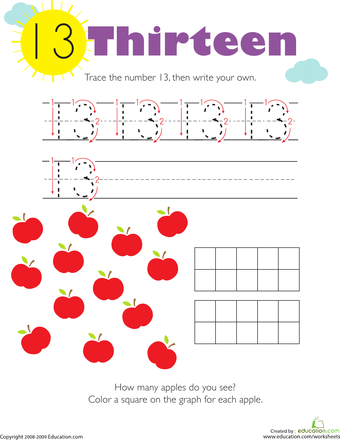 13 Thirteen
Trace the number 13, then write your own.
13 13 13 13
13
How many apples do you see?
Color a square on the graph for each apple.
Created by : education.com
Copyright 2008-2009 Education.com
www.education.com/worksheets